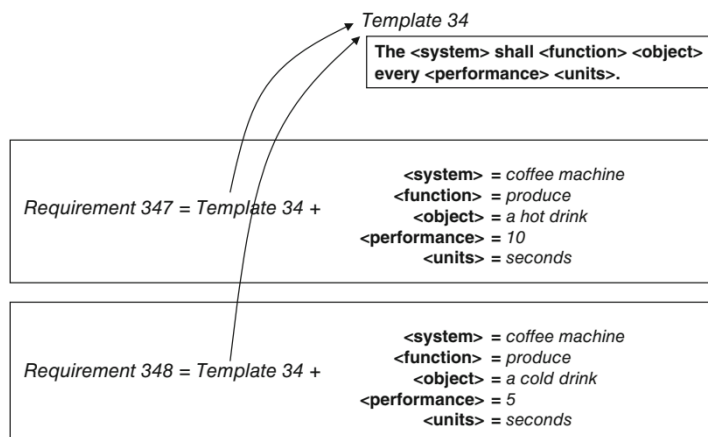 Template 34
The <system> shall <function> <object>
every <performance> <units>.
<system> = coffee machine
<function> = produce
Requirement 347 = Template 34 +
<object> = a hot drink
<performance> = 10
<units> = seconds
<system> = coffee machine
<function> = produce
Requirement 348 = Template 34 +
<object> = a cold drink
<performance> = 5
<units> = seconds